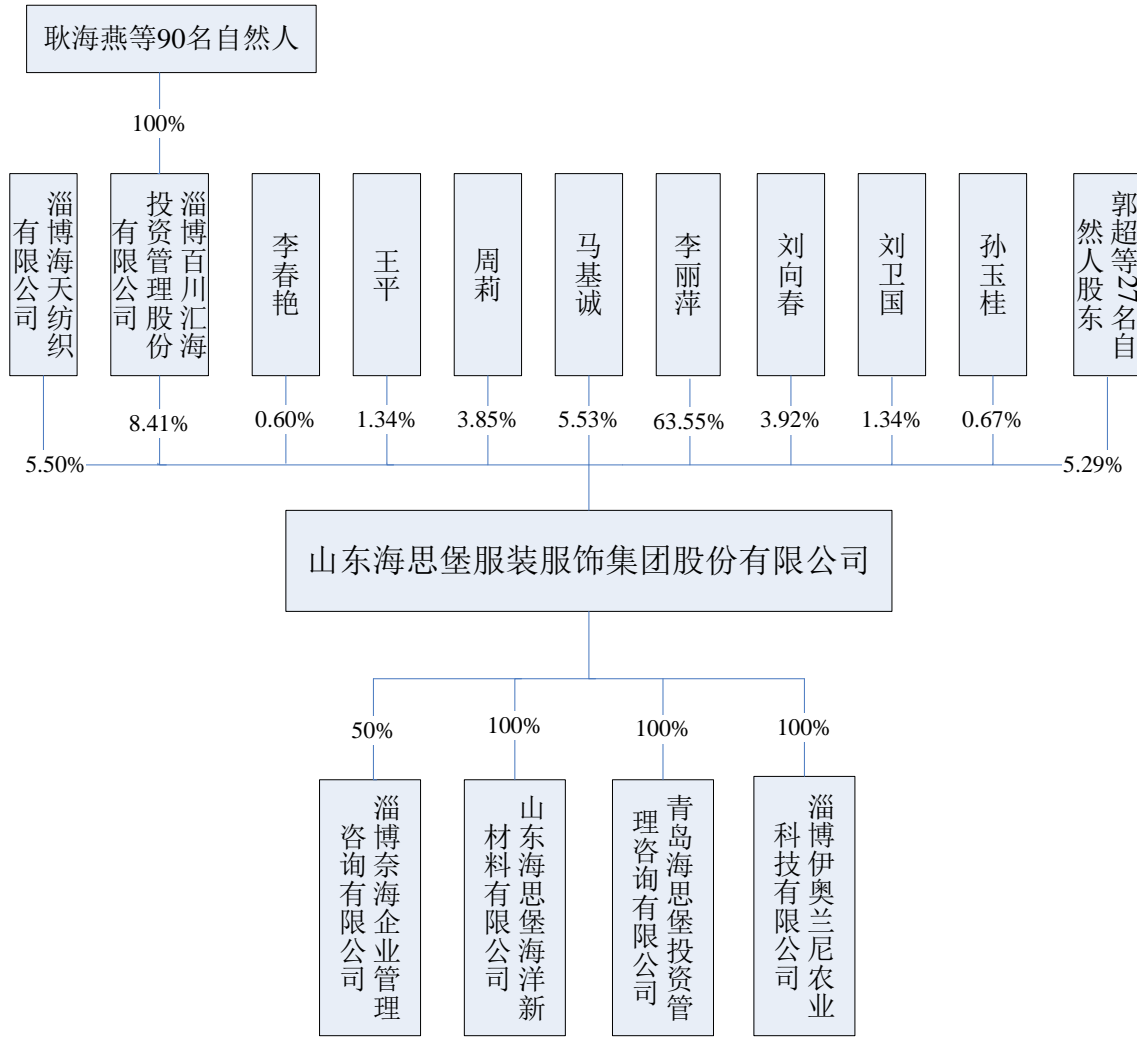 耿海燕等90名自然人
100%
淄博海天纺织
有限公司
淄博百川汇海
投资管理股份
有限公司
李春艳
王平
周莉
马基诚
李丽萍
刘向春
刘卫国
孙玉桂
郭超等27名自
然人股东
5.50%
8.41%
0.60%
1.34%
3.85%
5.53%
63.55%
3.92%
1.34%
0.67%
5.29%
山东海思堡服装服饰集团股份有限公司
50%
100%
100%
100%
淄博奈海企业管理
咨询有限公司
山东海思堡海洋新
材料有限公司
青岛海思堡投资管
理咨询有限公司
淄博伊奥兰尼农业
科技有限公司